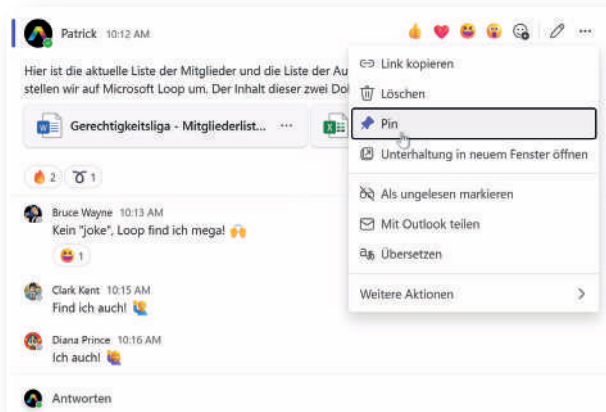 Patrick 10:12 AM
Hier ist die aktuelle Liste der Mitglieder und die Liste der Au
stellen wir auf Microsoft Loop um. Der Inhalt dieser zwei Do
Gerechtigkeitsliga - Mitgliederlist... ...
2 1
Bruce Wayne 10:13 AM
Kein "joke", Loop find ich mega!
1
Clark Kent 10:15 AM
Find ich auch!
Diana Prince 10:16 AM
Ich auch!
Antworten
Link kopieren
Löschen
Pin
Unterhaltung in neuem Fenster öffnen
Als ungelesen markieren
Mit Outlook teilen
Übersetzen
Weitere Aktionen